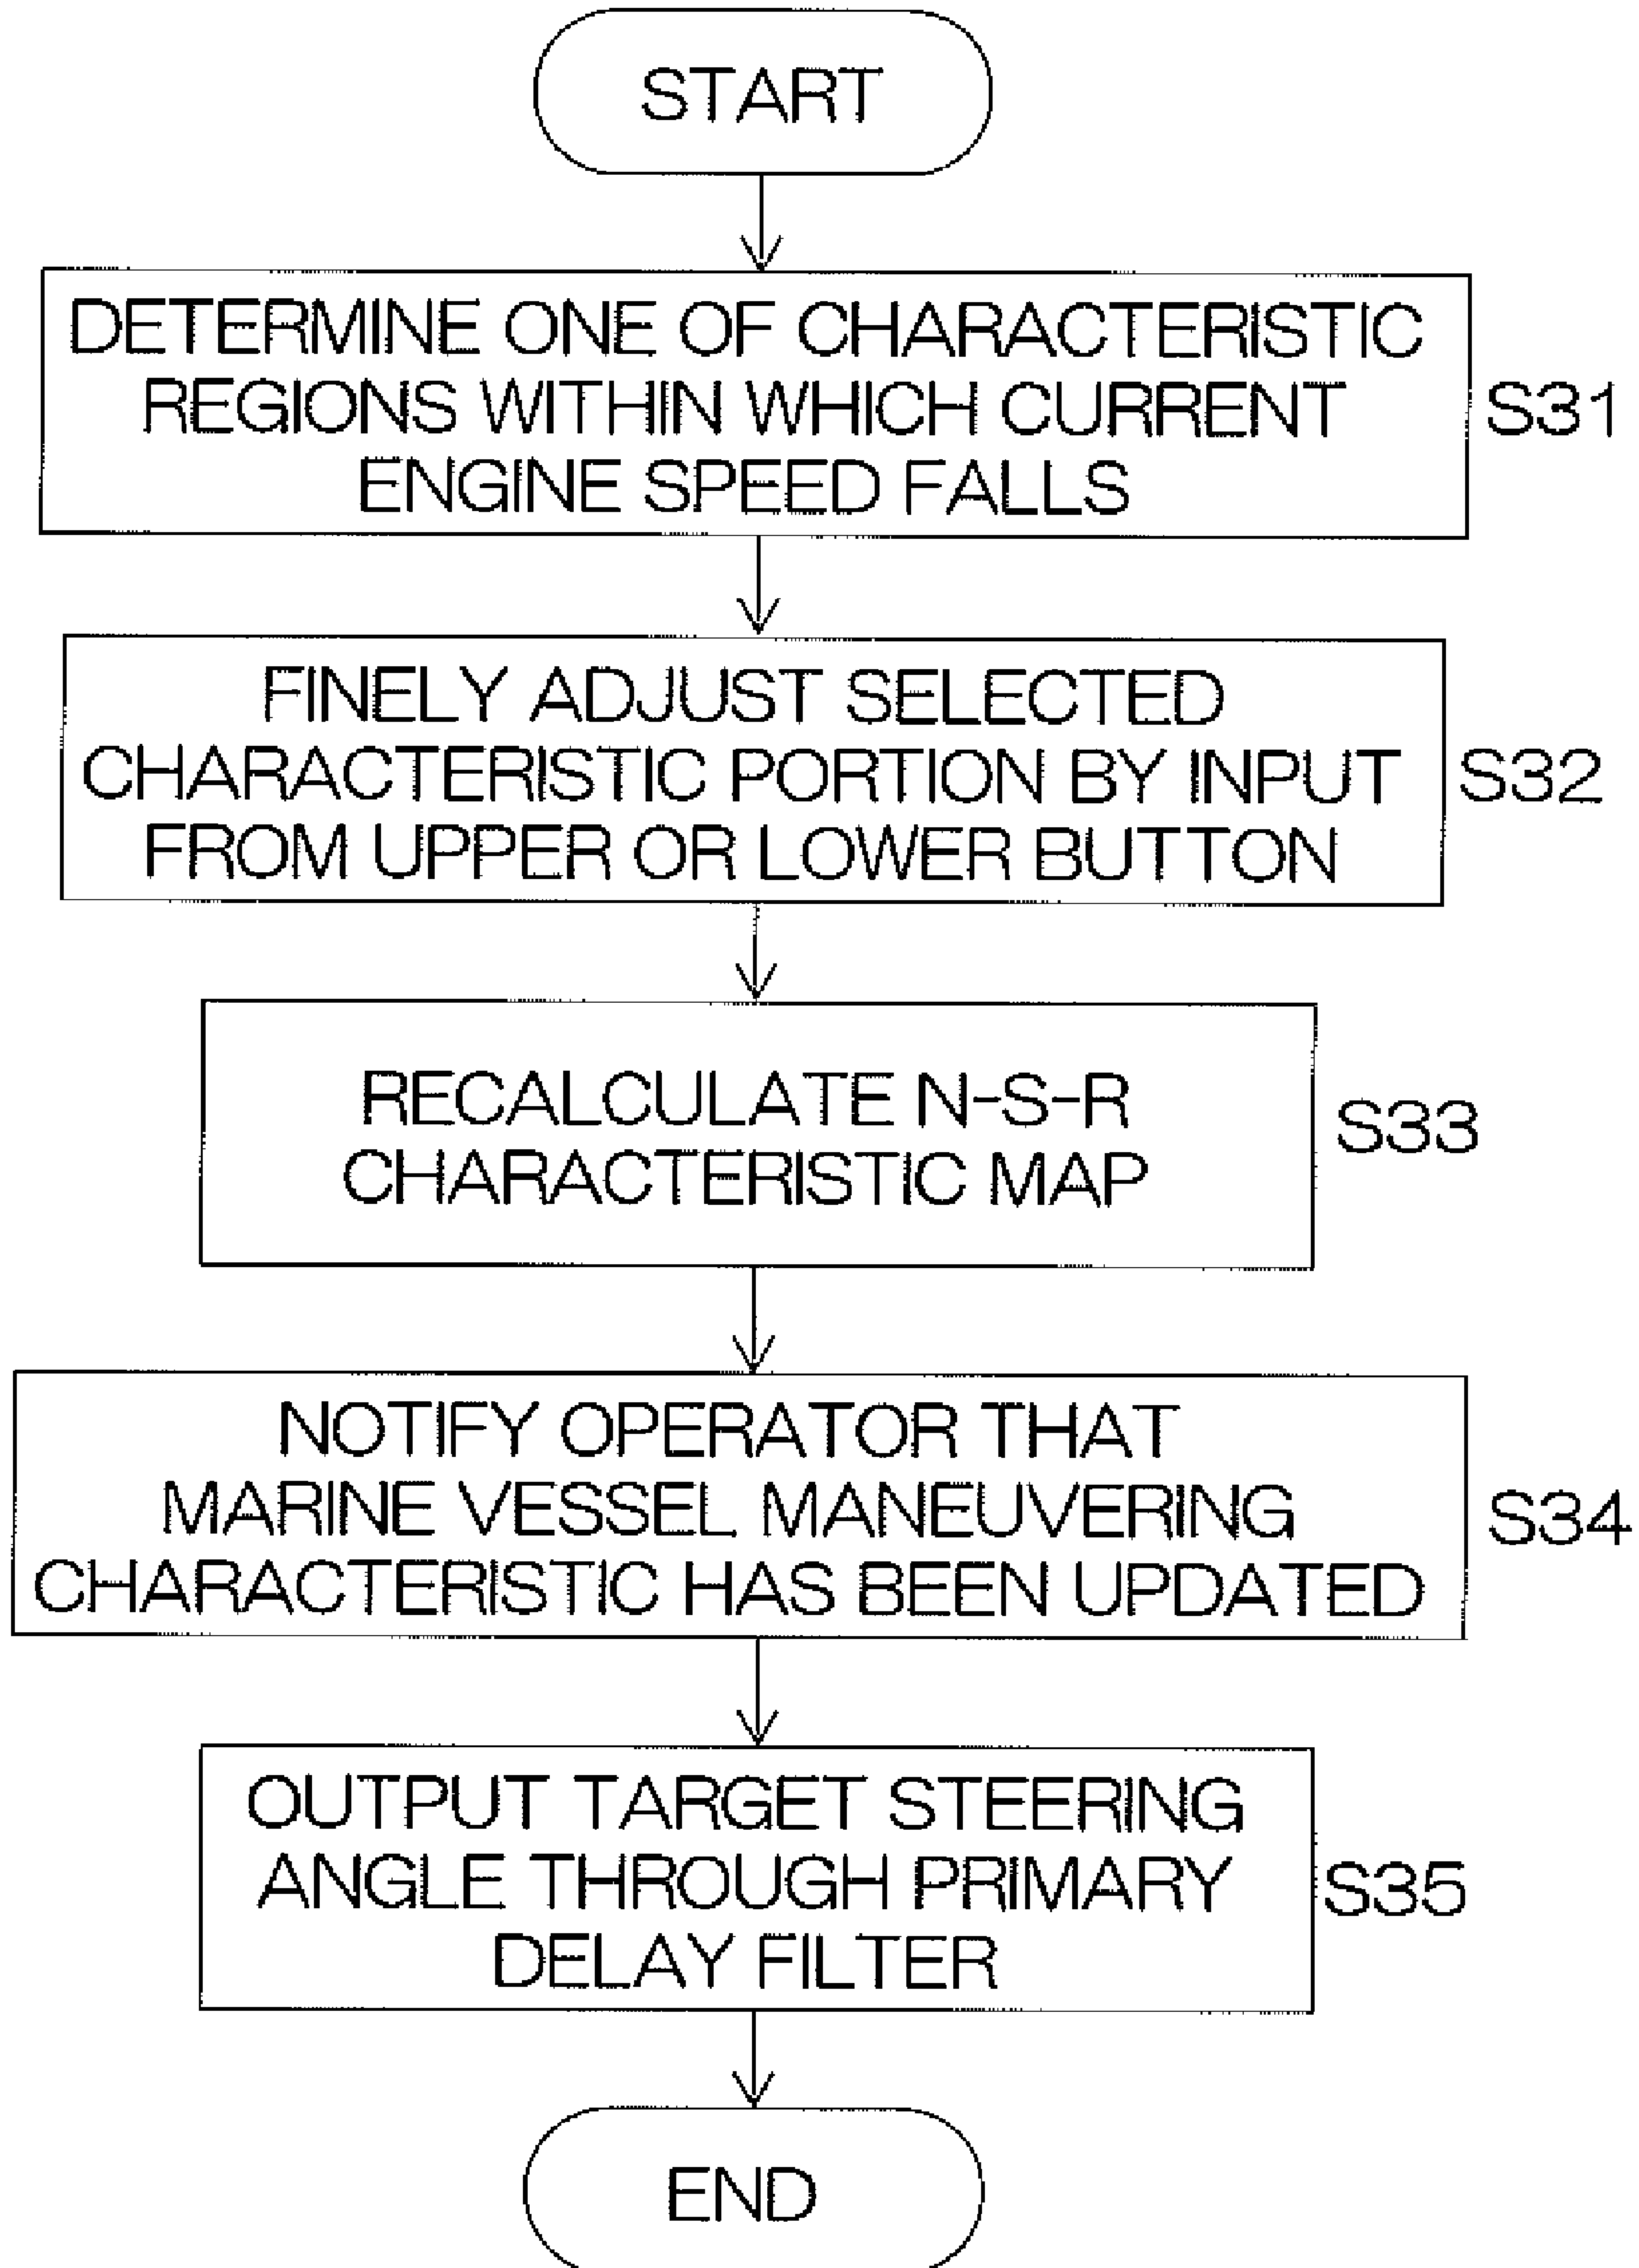 START
DETERMINE ONE OF CHARACTERISTIC
REGIONS WITHIN WHICH CURRENT
ENGINE SPEED FALLS
S31
FINELY ADJUST SELECTED
CHARACTERISTIC PORTION BY INPUT
FROM UPPER OR LOWER BUTTON
S32
RECALCULATE N-S-R
CHARACTERISTIC MAP
S33
NOTIFY OPERATOR THAT
MARINE VESSEL MANEUVERING
CHARACTERISTIC HAS BEEN UPDATED
S34
OUTPUT TARGET STEERING
ANGLE THROUGH PRIMARY
DELAY FILTER
S35
END